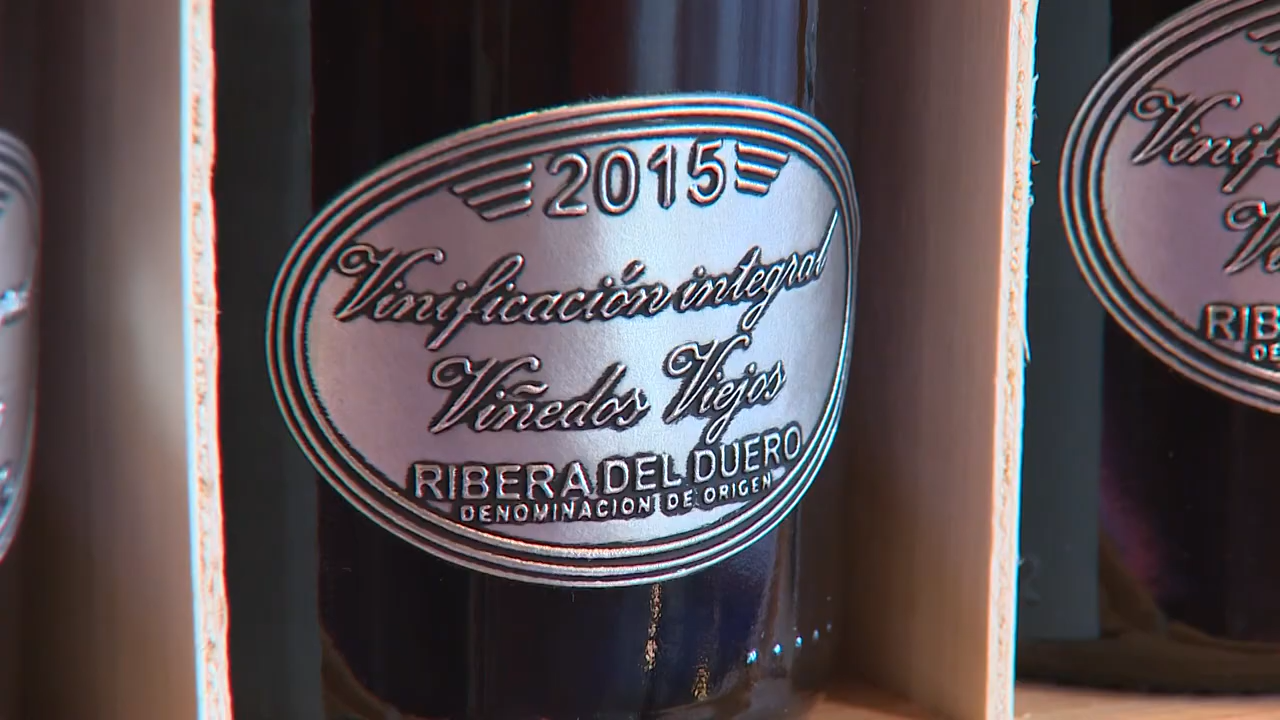 2015
Vinificación integral
Viñedos Viejos
RIBERA DEL DUERO
DENOMINACION DE ORIGEN